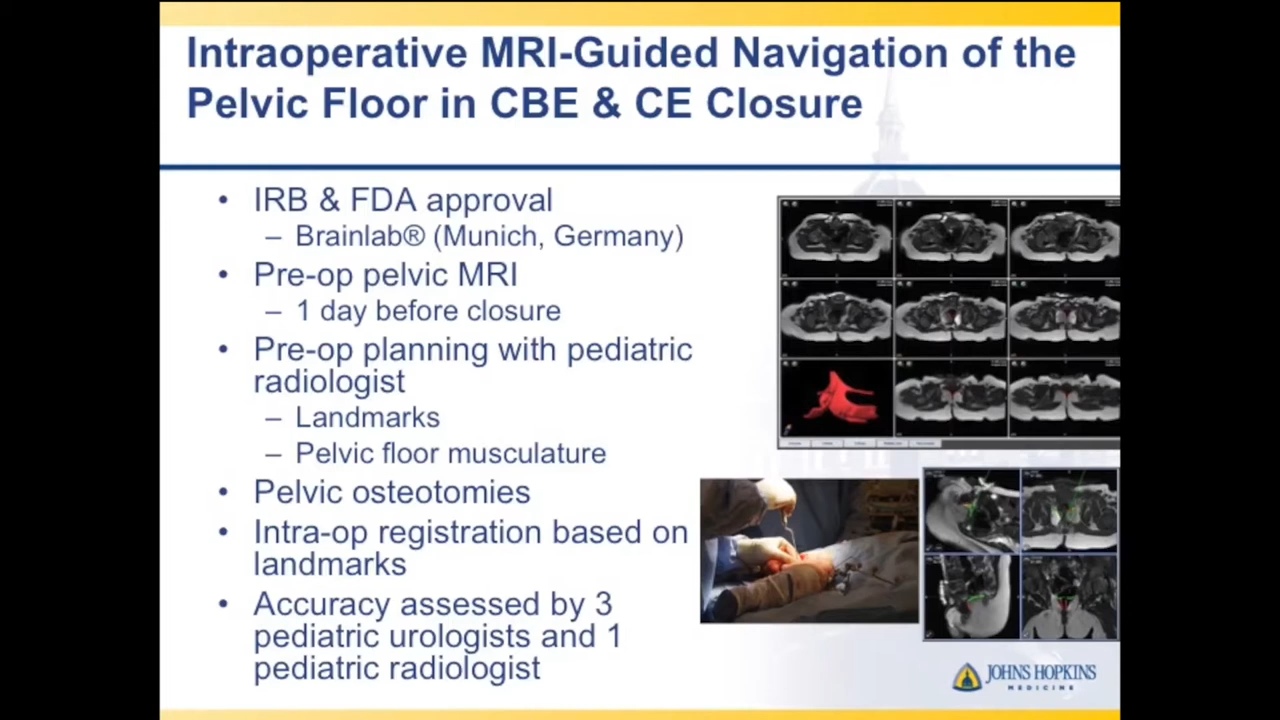 Intraoperative MRI-Guided Navigation of the
Pelvic Floor in CBE & CE Closure
• IRB & FDA approval
– Brainlab® (Munich, Germany)
• Pre-op pelvic MRI
– 1 day before closure
• Pre-op planning with pediatric
radiologist
– Landmarks
– Pelvic floor musculature
• Pelvic osteotomies
• Intra-op registration based on
landmarks
• Accuracy assessed by 3
pediatric urologists and 1
pediatric radiologist
JOHNS HOPKINS
MEDICINE